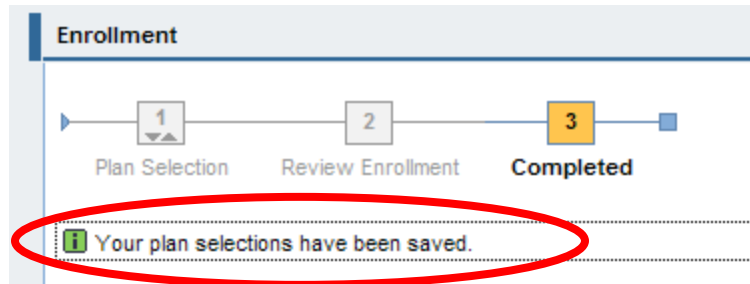 Enrollment
1 2 3
Plan Selection Review Enrollment Completed
i Your plan selections have been saved.